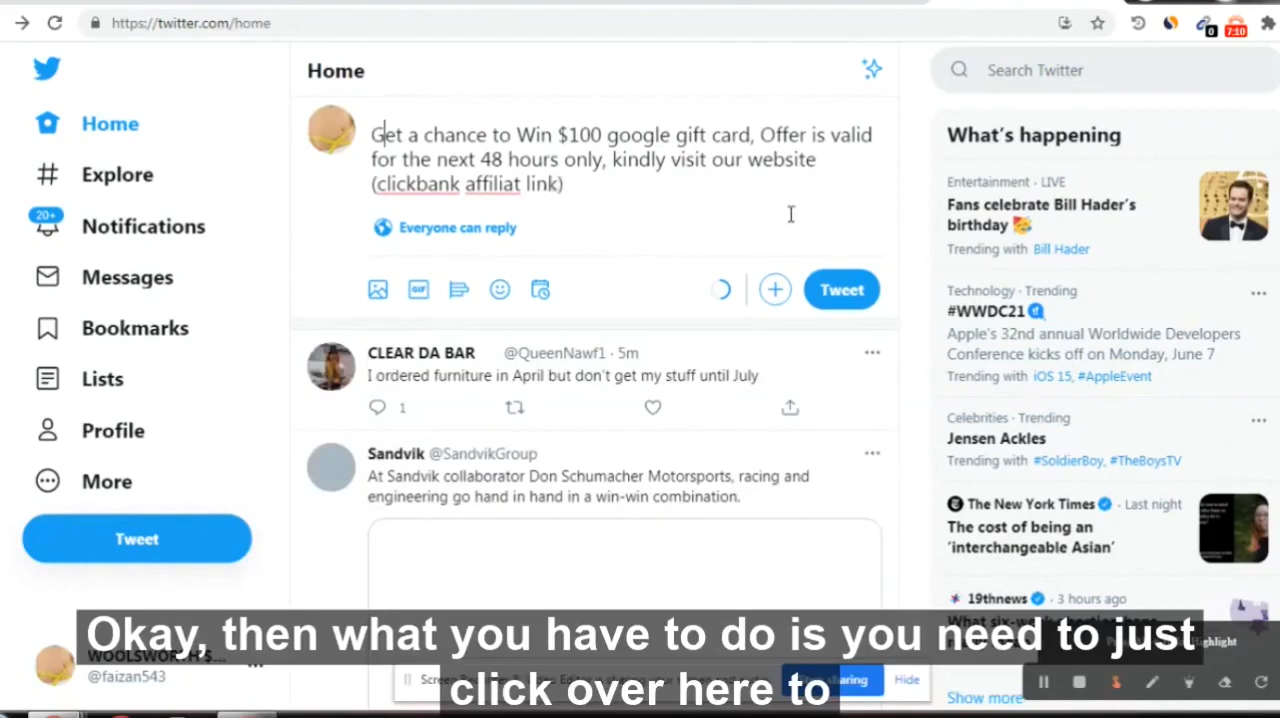 https://twitter.com/home
0
7:10
Home
Home
Explore
20+
Notifications
Messages
Bookmarks
Lists
Profile
More
Tweet
WOOLSWORTH $...
@faizan543
Get a chance to Win $100 google gift card, Offer is valid
for the next 48 hours only, kindly visit our website
(clickbank affiliat link)
Everyone can reply
GIF
Tweet
CLEAR DA BAR @QueenNawf1 · 5m
I ordered furniture in April but don't get my stuff until July
1
Sandvik @SandvikGroup
At Sandvik collaborator Don Schumacher Motorsports, racing and
engineering go hand in hand in a win-win combination.
Search Twitter
What's happening
Entertainment · LIVE
Fans celebrate Bill Hader's
birthday
Trending with Bill Hader
Technology · Trending
#WWDC21
Apple's 32nd annual Worldwide Developers
Conference kicks off on Monday, June 7
Trending with iOS 15, #AppleEvent
Celebrities · Trending
Jensen Ackles
Trending with #SoldierBoy, #TheBoysTV
The New York Times · Last night
The cost of being an
'interchangeable Asian'
19thnews · 3 hours ago
Show more
Hide
Okay, then what you have to do is you need to just
click over here to